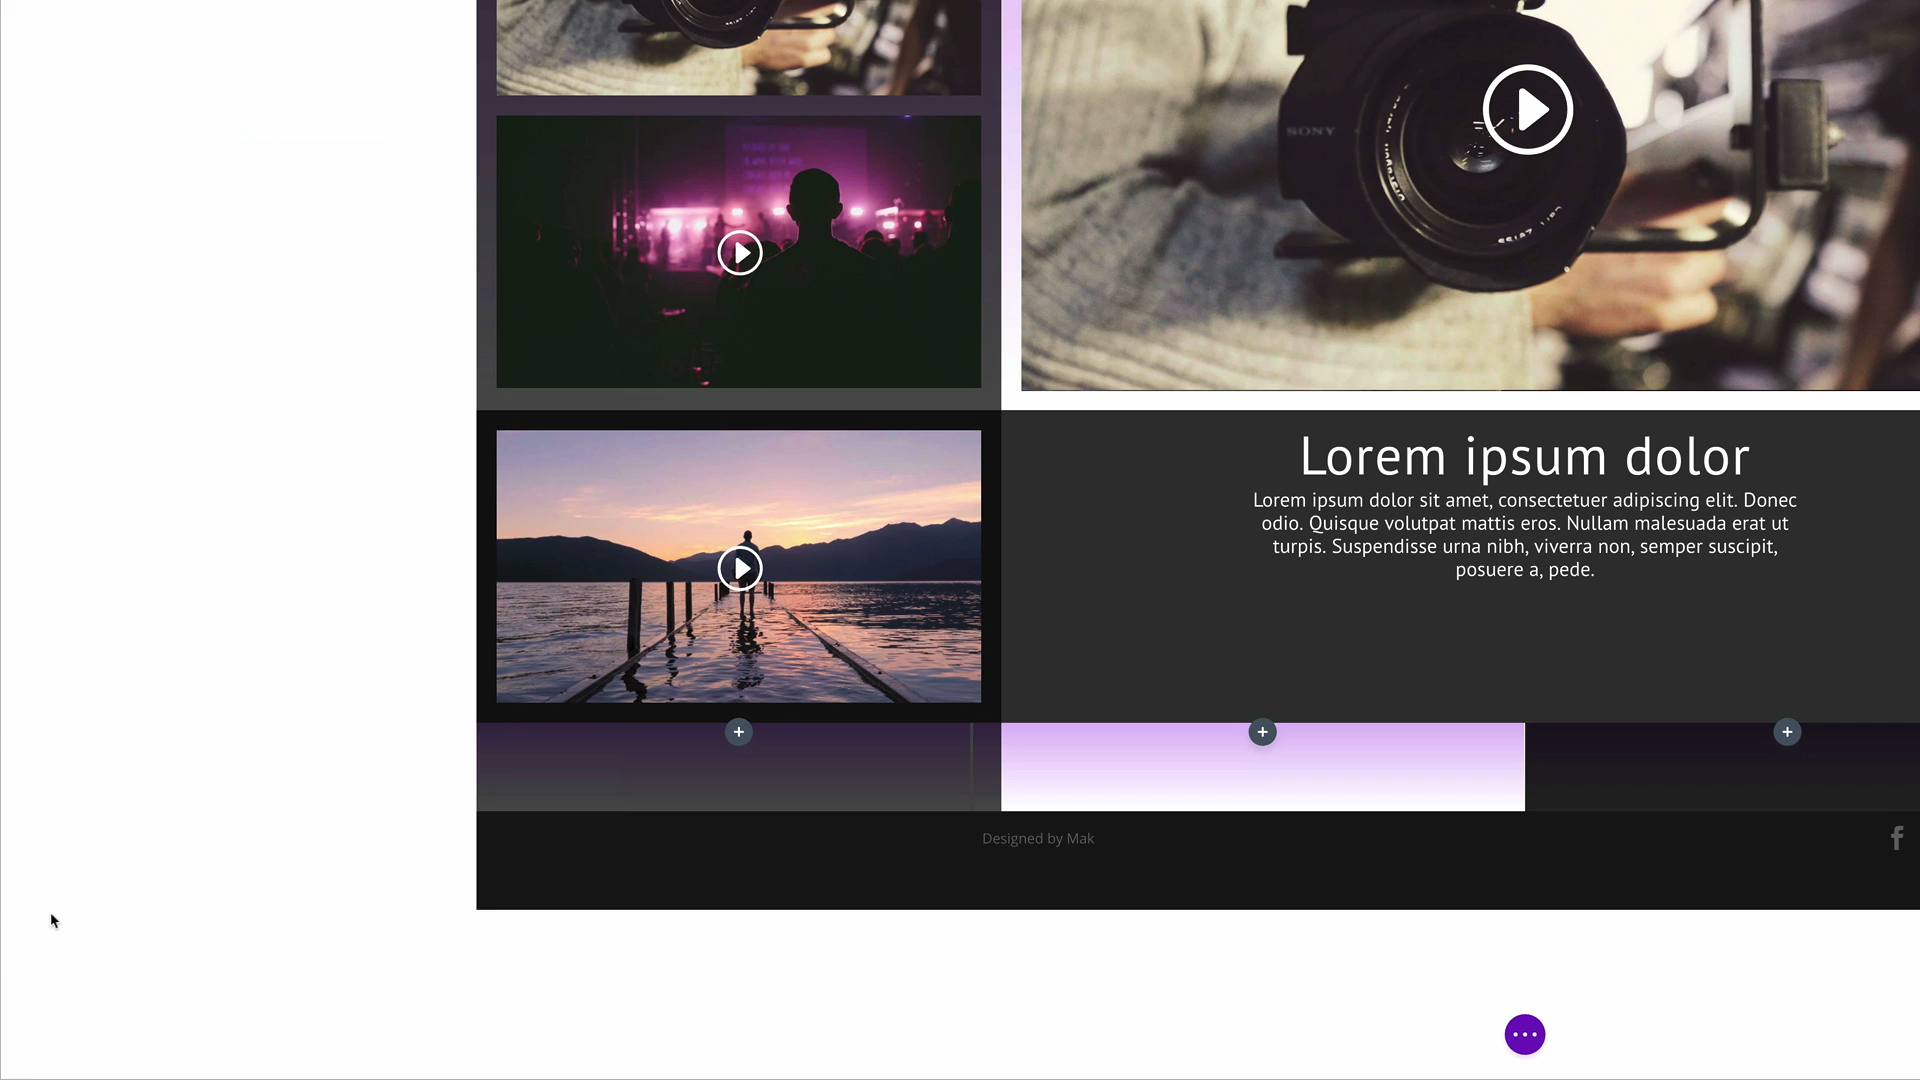 SONY
Lorem ipsum dolor
Lorem ipsum dolor sit amet, consectetuer adipiscing elit. Donec
odio. Quisque volutpat mattis eros. Nullam malesuada erat ut
turpis. Suspendisse urna nibh, viverra non, semper suscipit,
posuere a, pede.
Designed by Mak